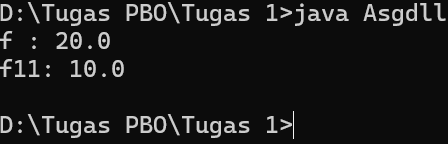 D:\Tugas PBO\Tugas 1>java Asgdll
f : 20.0
f11: 10.0
D:\Tugas PBO\Tugas 1>